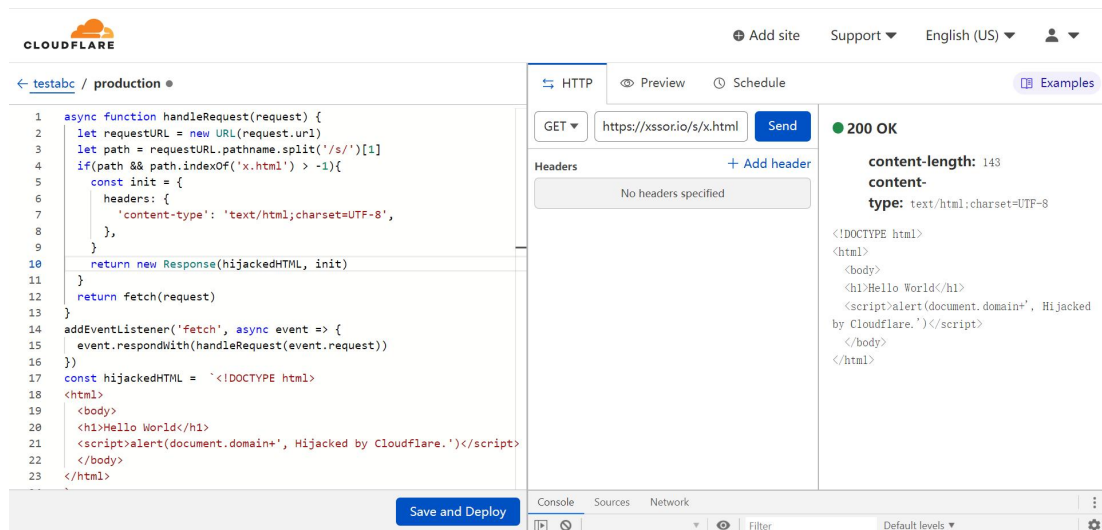 CLOUDFLARE
Add site
Support
English (US)
← testabc / production
HTTP
Preview
Schedule
Examples
1 async function handleRequest(request) {
2 let requestURL = new URL(request.url)
3 let path = requestURL.pathname.split('/s/')[1]
4 if(path && path.indexOf('x.html') > -1){
5 const init = {
6 headers: {
7 'content-type': 'text/html;charset=UTF-8',
8 },
9 }
10 return new Response(hijackedHTML, init)
11 }
12 return fetch(request)
13 }
14 addEventListener('fetch', async event => {
15 event.respondWith(handleRequest(event.request))
16 })
17 const hijackedHTML = `<!DOCTYPE html>
18 <html>
19 <body>
20 <h1>Hello World</h1>
21 <script>alert(document.domain+', Hijacked by Cloudflare.')</script>
22 </body>
23 </html>
Save and Deploy
GET
https://xssor.io/s/x.html
Send
Headers
+ Add header
No headers specified
200 OK
content-length: 143
content-
type: text/html;charset=UTF-8
<!DOCTYPE html>
<html>
<body>
<h1>Hello World</h1>
<script>alert(document.domain+', Hijacked
by Cloudflare.')</script>
</body>
</html>
Console
Sources
Network
Filter
Default levels